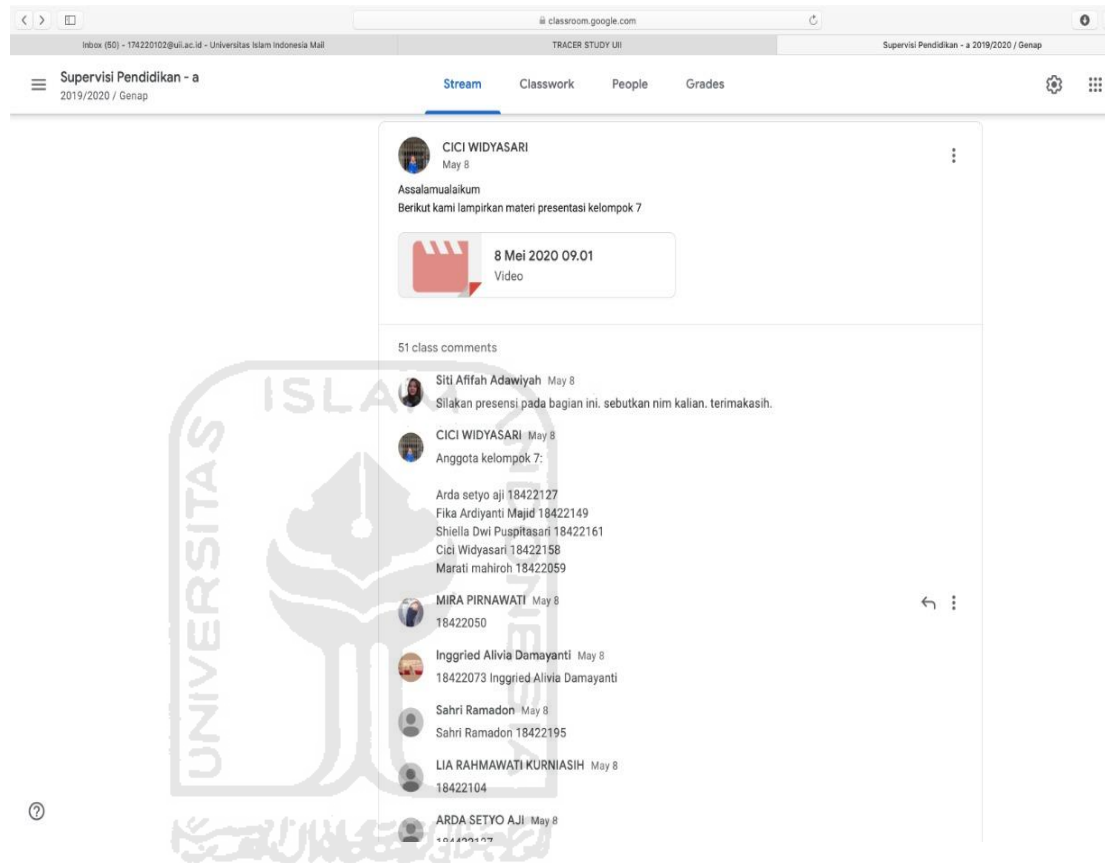 classroom.google.com
Inbox (50) - 174220102@uii.ac.id - Universitas Islam Indonesia Mail
TRACER STUDY UII
Supervisi Pendidikan - a 2019/2020 / Genap
Supervisi Pendidikan - a
2019/2020 / Genap
Stream Classwork People Grades
CICI WIDYASARI
May 8
Assalamualaikum
Berikut kami lampirkan materi presentasi kelompok 7
8 Mei 2020 09.01
Video
51 class comments
Siti Afifah Adawiyah May 8
Silakan presensi pada bagian ini. sebutkan nim kalian. terimakasih.
CICI WIDYASARI May 8
Anggota kelompok 7:
Arda setyo aji 18422127
Fika Ardiyanti Majid 18422149
Shiella Dwi Puspitasari 18422161
Cici Widyasari 18422158
Marati mahiroh 18422059
MIRA PIRNAWATI May 8
18422050
Inggried Alivia Damayanti May 8
18422073 Inggried Alivia Damayanti
Sahri Ramadon May 8
Sahri Ramadon 18422195
LIA RAHMAWATI KURNIASIH May 8
18422104
ARDA SETYO AJI May 8
UNIVERSITAS
ISLAM
INDONESIA